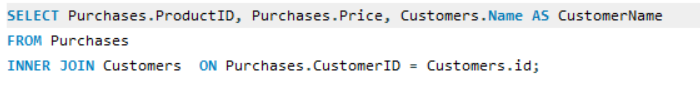 SELECT Purchases.ProductID, Purchases.Price, Customers.Name AS CustomerName
FROM Purchases
INNER JOIN Customers  ON Purchases.CustomerID = Customers.id;